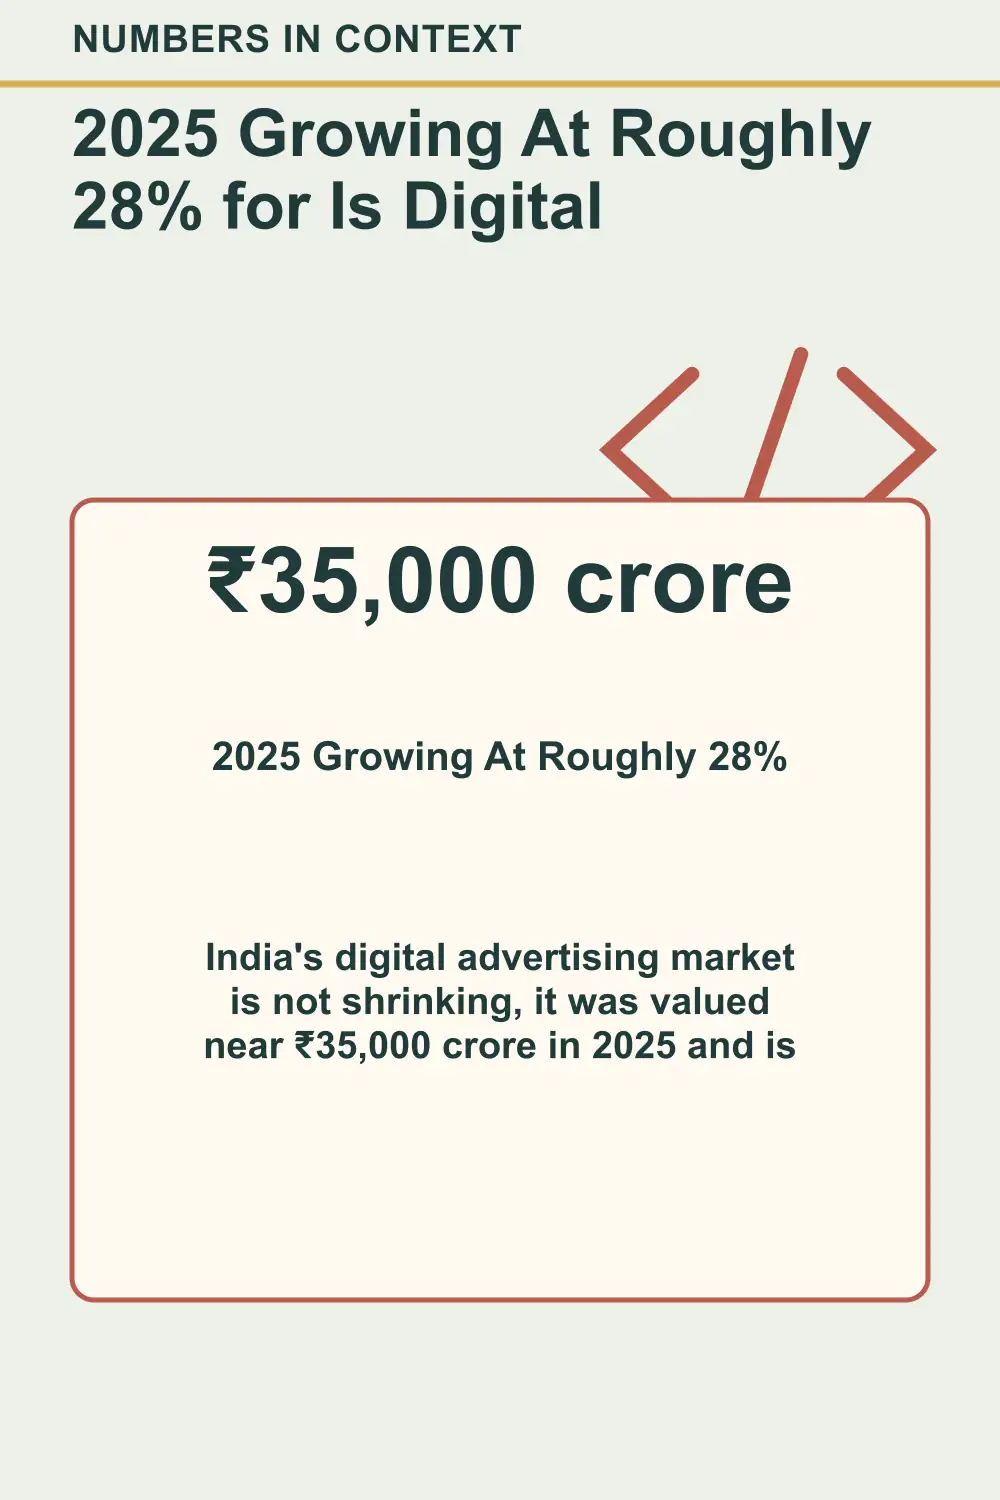 NUMBERS IN CONTEXT
2025 Growing At Roughly
28% for Is Digital
₹35,000 crore
2025 Growing At Roughly 28%
India's digital advertising market
is not shrinking, it was valued
near ₹35,000 crore in 2025 and is